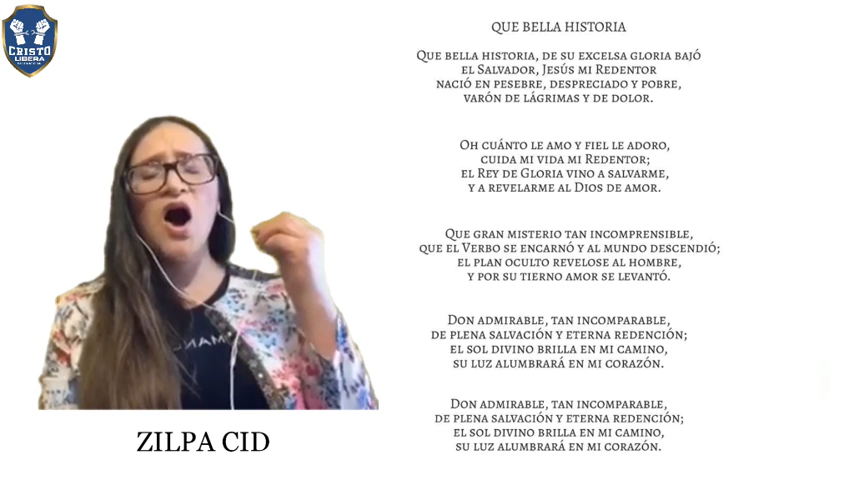 CRISTO
LIBERA
QUE BELLA HISTORIA
Que bella historia, de su excelsa gloria bajó
el Salvador, Jesús mi Redentor
nació en pesebre, despreciado y pobre,
varón de lágrimas y de dolor.
Oh cuánto le amo y fiel le adoro,
cuida mi vida mi Redentor;
el Rey de Gloria vino a salvarme,
y a revelarme al Dios de amor.
Que gran misterio tan incomprensible,
que el Verbo se encarnó y al mundo descendió;
el plan oculto revelose al hombre,
y por su tierno amor se levantó.
Don admirable, tan incomparable,
de plena salvación y eterna redención;
el sol divino brilla en mi camino,
su luz alumbrará en mi corazón.
Don admirable, tan incomparable,
de plena salvación y eterna redención;
el sol divino brilla en mi camino,
su luz alumbrará en mi corazón.
ZILPA CID